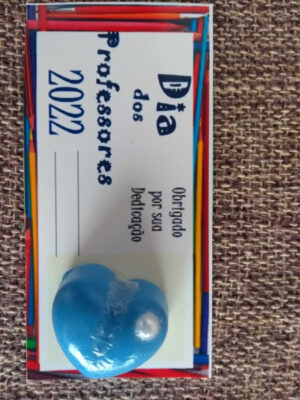 Dia
dos
Professores
2022
Obrigado
por sua
Dedicação